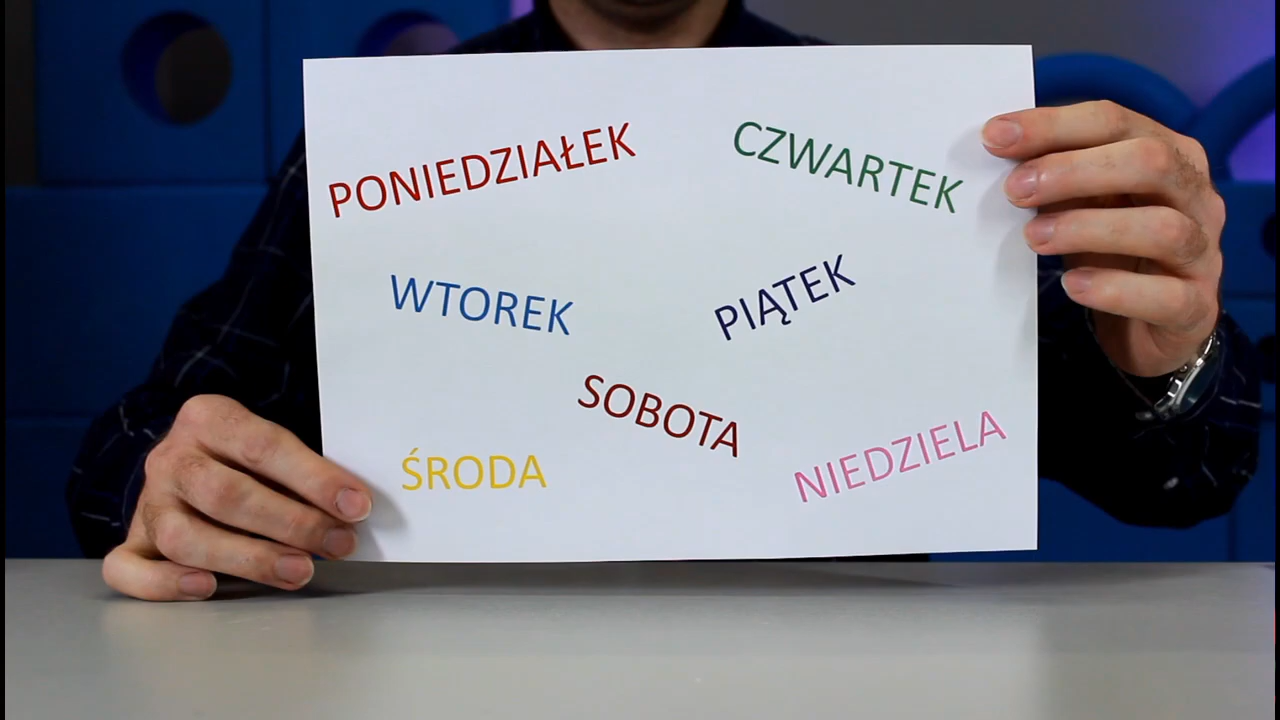 PONIEDZIAŁEK
CZWARTEK
WTOREK
PIĄTEK
SOBOTA
ŚRODA
NIEDZIELA